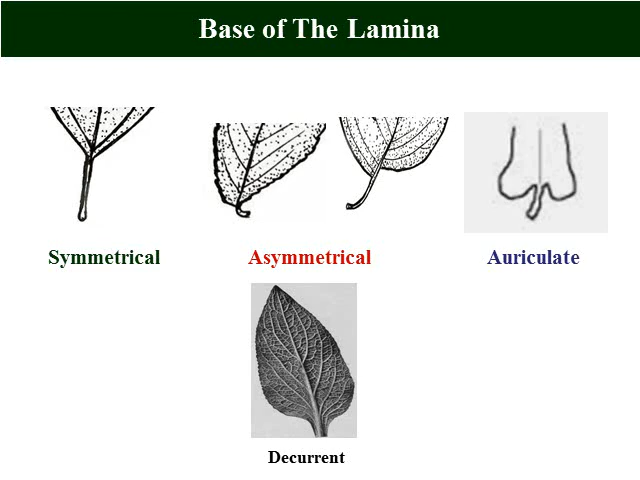 Base of The Lamina
Symmetrical
Asymmetrical
Auriculate
Decurrent